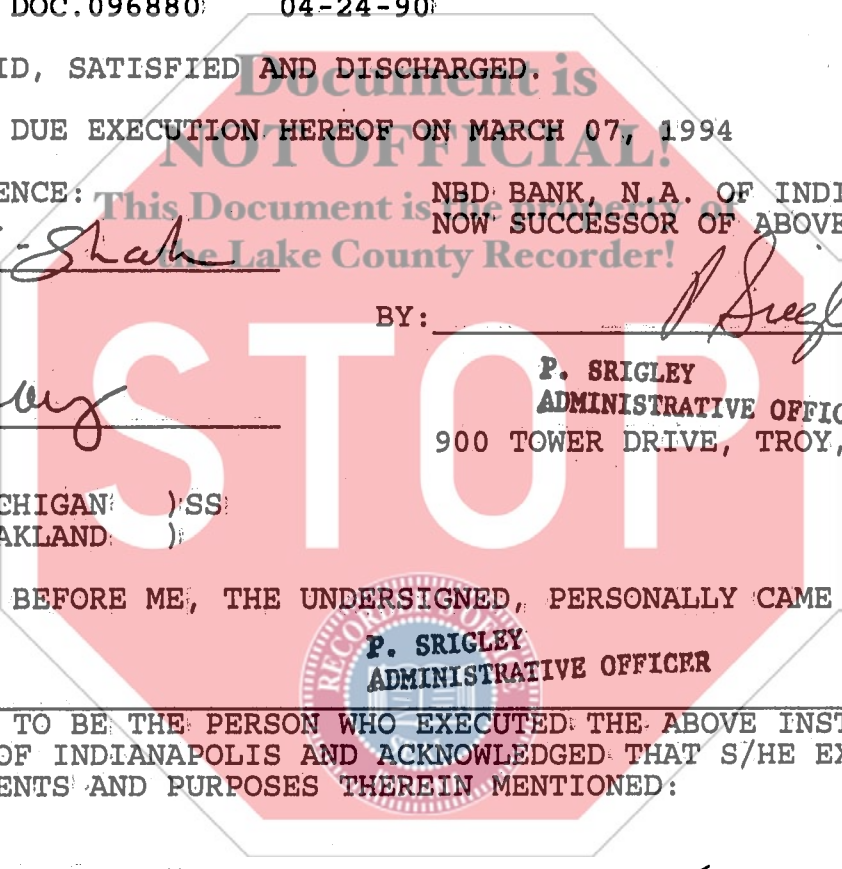 DOC.096880 04-24-90
ID, SATISFIED AND DISCHARGED.
Document is
DUE EXECUTION HEREOF ON MARCH 07, 1994
NOT OFFICIAL!
ENCE: NBD BANK, N.A. OF INDI
This Document is the property of
NOW SUCCESSOR OF ABOVE
Shah
the Lake County Recorder!
BY:
STOP
P. SRIGLEY
ADMINISTRATIVE OFFIC
900 TOWER DRIVE, TROY,
CHIGAN ) SS
AKLAND )
BEFORE ME, THE UNDERSIGNED, PERSONALLY CAME
RECORDER'S OFFICE
P. SRIGLEY
ADMINISTRATIVE OFFICER
TO BE THE PERSON WHO EXECUTED THE ABOVE INST
OF INDIANAPOLIS AND ACKNOWLEDGED THAT S/HE EX
ENTS AND PURPOSES THEREIN MENTIONED: